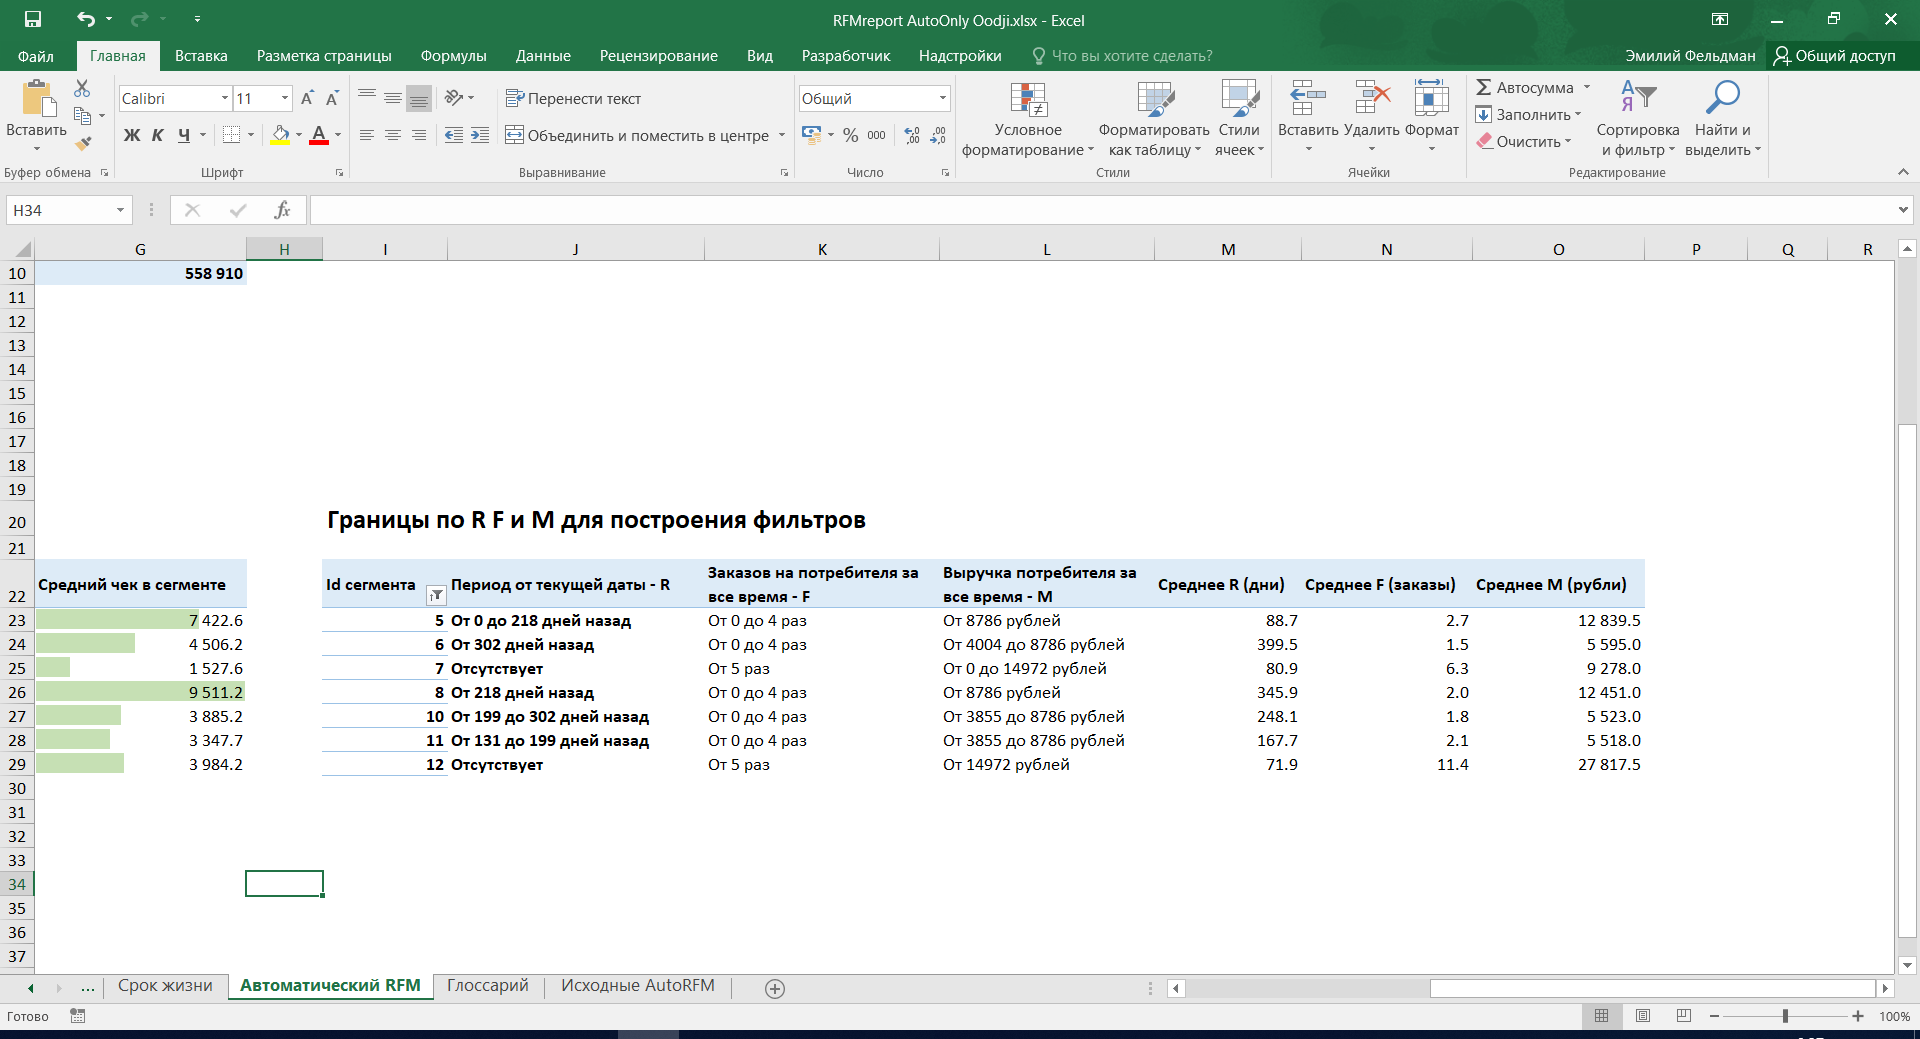 RFMreport AutoOnly Oodji.xlsx - Excel
Файл Главная Вставка Разметка страницы Формулы Данные Рецензирование Вид Разработчик Надстройки Что вы хотите сделать? Эмилий Фельдман Общий доступ
Вставить
Буфер обмена
Calibri 11
Ж К Ч А
Шрифт
Перенести текст
Объединить и поместить в центре
Выравнивание
Общий
% 000
Число
Условное форматирование
Форматировать как таблицу
Стили ячеек
Стили
Вставить Удалить Формат
Ячейки
Автосумма
Заполнить
Очистить
Сортировка и фильтр
Найти и выделить
Редактирование
H34 fx
G H I J K L M N O P Q R
10 558 910
11
12
13
14
15
16
17
18
19
20 Границы по R F и M для построения фильтров
21
22 Средний чек в сегменте Id сегмента Период от текущей даты - R Заказов на потребителя за все время - F Выручка потребителя за все время - M Среднее R (дни) Среднее F (заказы) Среднее M (рубли)
23 7 422.6 5 От 0 до 218 дней назад От 0 до 4 раз От 8786 рублей 88.7 2.7 12 839.5
24 4 506.2 6 От 302 дней назад От 0 до 4 раз От 4004 до 8786 рублей 399.5 1.5 5 595.0
25 1 527.6 7 Отсутствует От 5 раз От 0 до 14972 рублей 80.9 6.3 9 278.0
26 9 511.2 8 От 218 дней назад От 0 до 4 раз От 8786 рублей 345.9 2.0 12 451.0
27 3 885.2 10 От 199 до 302 дней назад От 0 до 4 раз От 3855 до 8786 рублей 248.1 1.8 5 523.0
28 3 347.7 11 От 131 до 199 дней назад От 0 до 4 раз От 3855 до 8786 рублей 167.7 2.1 5 518.0
29 3 984.2 12 Отсутствует От 5 раз От 14972 рублей 71.9 11.4 27 817.5
30
31
32
33
34
35
36
37
... Срок жизни Автоматический RFM Глоссарий Исходные AutoRFM
Готово 100%